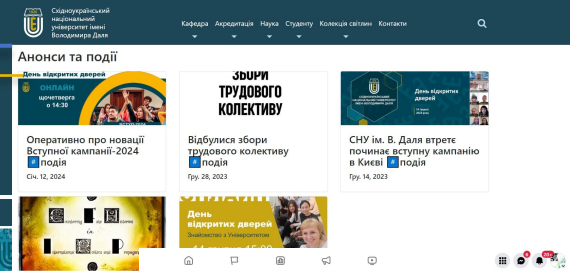 Східноукраїнський
національний
університет імені
Володимира Даля
Кафедра Акредитація Наука Студенту Колекція світлин Контакти
Анонси та події
День відкритих дверей
ОНЛАЙН
щочетверга
о 14:30
Оперативно про новації
Вступної кампанії-2024
# подія
Січ. 12, 2024
ЗБОРИ
ТРУДОВОГО
КОЛЕКТИВУ
Відбулися збори
трудового колективу
# подія
Гру. 28, 2023
День відкритих
дверей
СНУ ім. В. Даля втретє
починає вступну кампанію
в Києві # подія
Гру. 14, 2023
День
відкритих дверей
Знайомство з Університетом